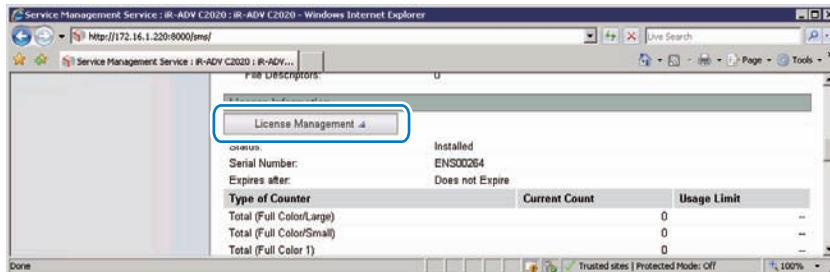 Service Management Service : iR-ADV C2020 : iR-ADV C2020 - Windows Internet Explorer
http://172.16.1.220:8000/sms/
Live Search
Service Management Service : iR-ADV C2020 : iR-ADV...
Page
Tools
File Descriptors: 0
License Information
License Management
Status: Installed
Serial Number: ENS00264
Expires after: Does not Expire
Type of Counter Current Count Usage Limit
Total (Full Color/Large) 0 --
Total (Full Color/Small) 0 --
Total (Full Color 1) 0 --
Done
Trusted sites | Protected Mode: Off
100%